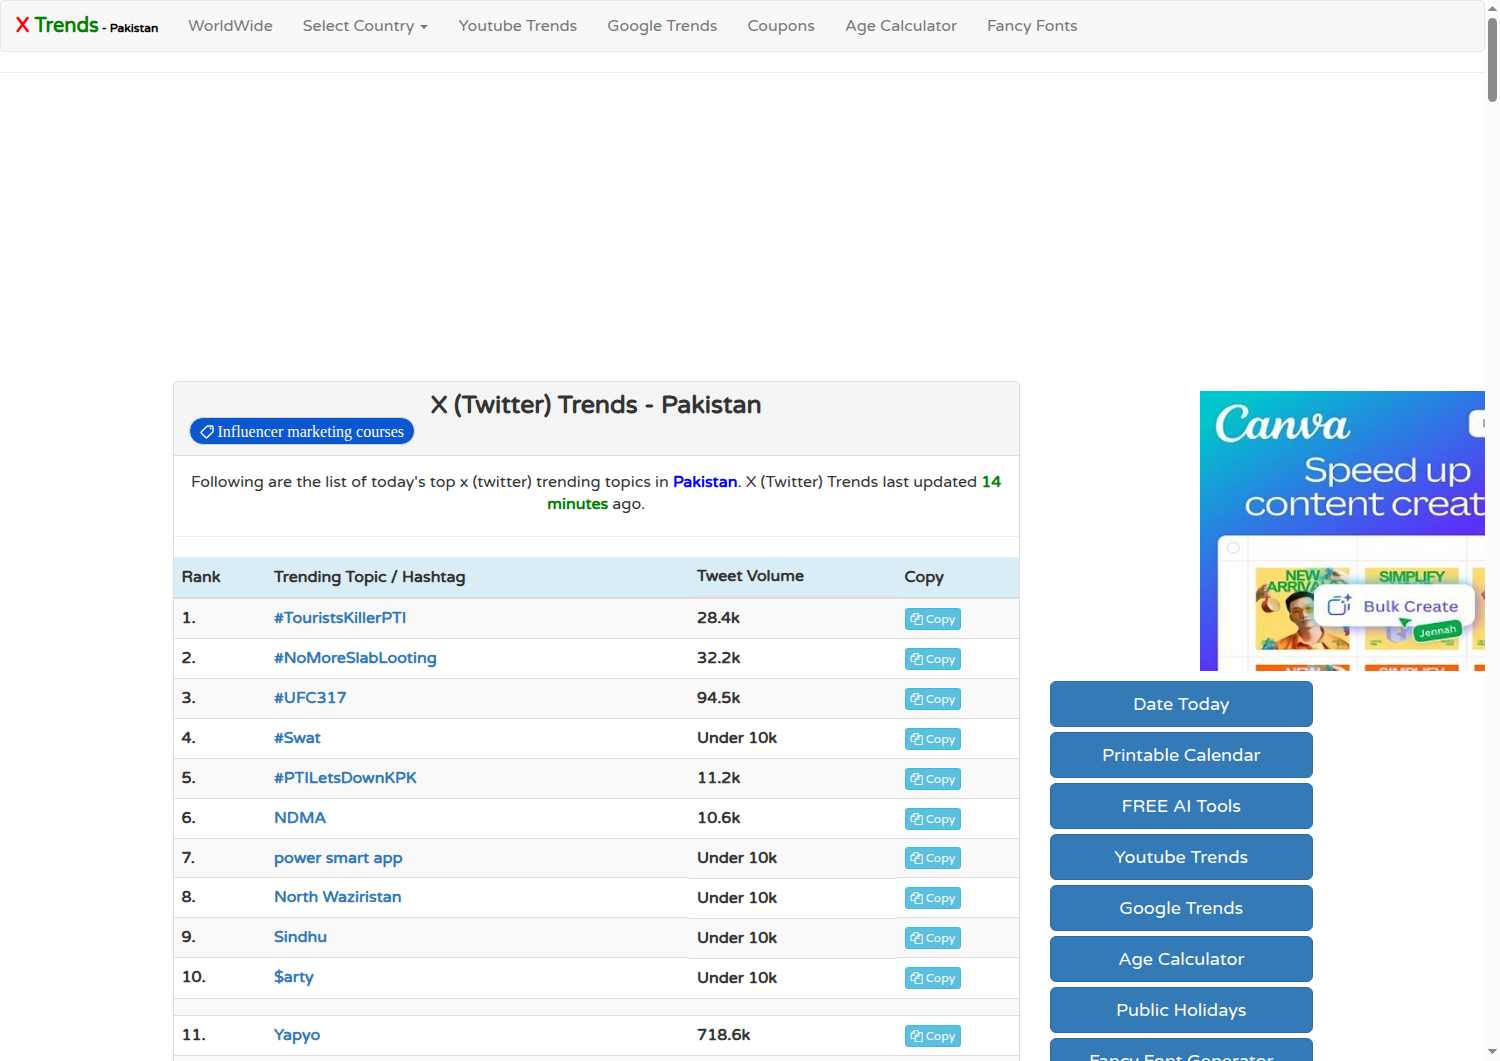 X Trends - Pakistan
WorldWide
Select Country
Youtube Trends
Google Trends
Coupons
Age Calculator
Fancy Fonts
X (Twitter) Trends - Pakistan
Influencer marketing courses
Following are the list of today's top x (twitter) trending topics in Pakistan. X (Twitter) Trends last updated 14
minutes ago.
Rank Trending Topic / Hashtag Tweet Volume Copy
1. #TouristsKillerPTI 28.4k Copy
2. #NoMoreSlabLooting 32.2k Copy
3. #UFC317 94.5k Copy
4. #Swat Under 10k Copy
5. #PTILetsDownKPK 11.2k Copy
6. NDMA 10.6k Copy
7. power smart app Under 10k Copy
8. North Waziristan Under 10k Copy
9. Sindhu Under 10k Copy
10. $arty Under 10k Copy
11. Yapyo 718.6k Copy
Canva
Speed up
content creat
NEW
ARRIVA
SIMPLIFY
Bulk Create
Jennah
NEW
SIMPLIFY
Date Today
Printable Calendar
FREE AI Tools
Youtube Trends
Google Trends
Age Calculator
Public Holidays
Fancy Font Generator